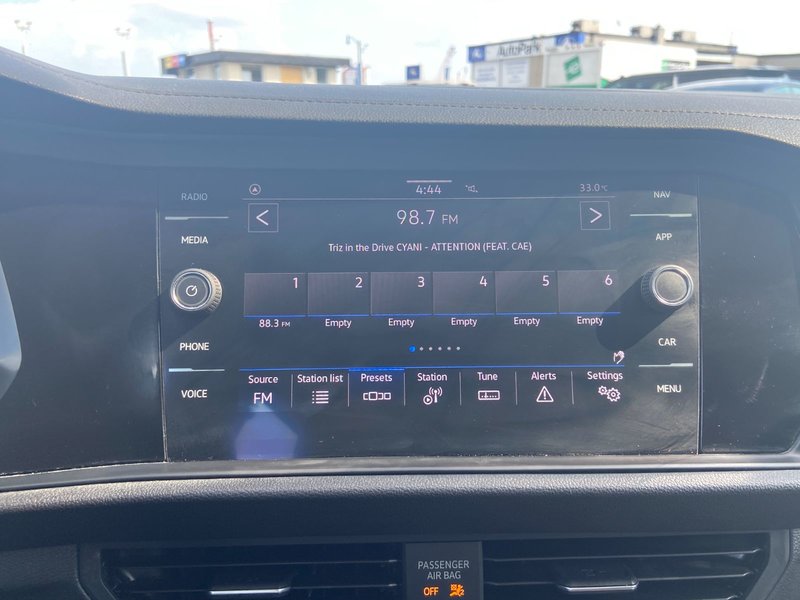 AutoPark
RADIO
4:44
33.0°C
NAV
98.7 FM
MEDIA
APP
Triz in the Drive CYANI - ATTENTION (FEAT. CAE)
1 2 3 4 5 6
88.3 FM Empty Empty Empty Empty Empty
PHONE
CAR
Source Station list Presets Station Tune Alerts Settings
VOICE
FM
MENU
PASSENGER
AIR BAG
OFF